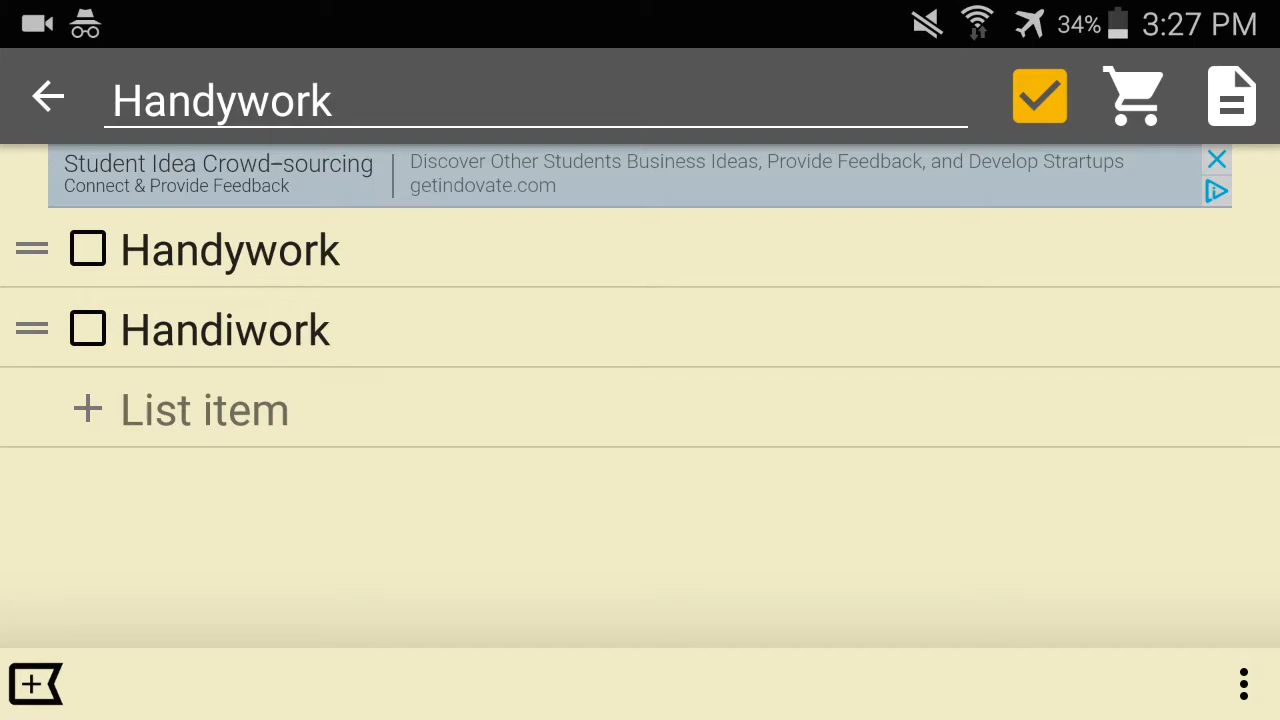 34% 3:27 PM
Handywork
Student Idea Crowd-sourcing
Connect & Provide Feedback
Discover Other Students Business Ideas, Provide Feedback, and Develop Strartups
getindovate.com
Handywork
Handiwork
+ List item